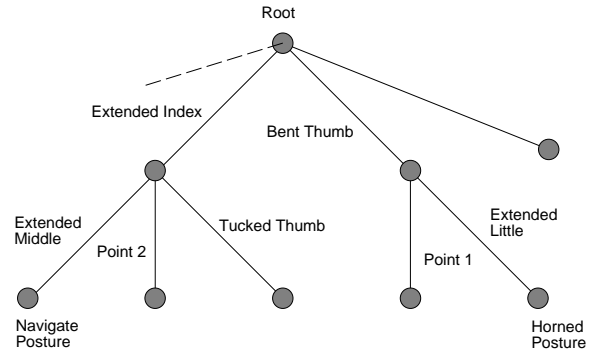 Root
Extended Index
Bent Thumb
Extended
Middle
Point 2
Tucked Thumb
Point 1
Extended
Little
Navigate
Posture
Horned
Posture